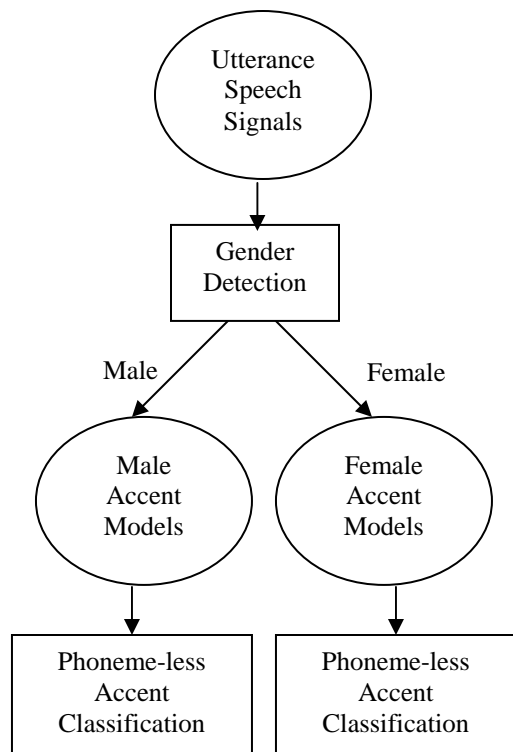 Utterance
Speech
Signals
Gender
Detection
Male
Female
Male
Accent
Models
Female
Accent
Models
Phoneme-less
Accent
Classification
Phoneme-less
Accent
Classification